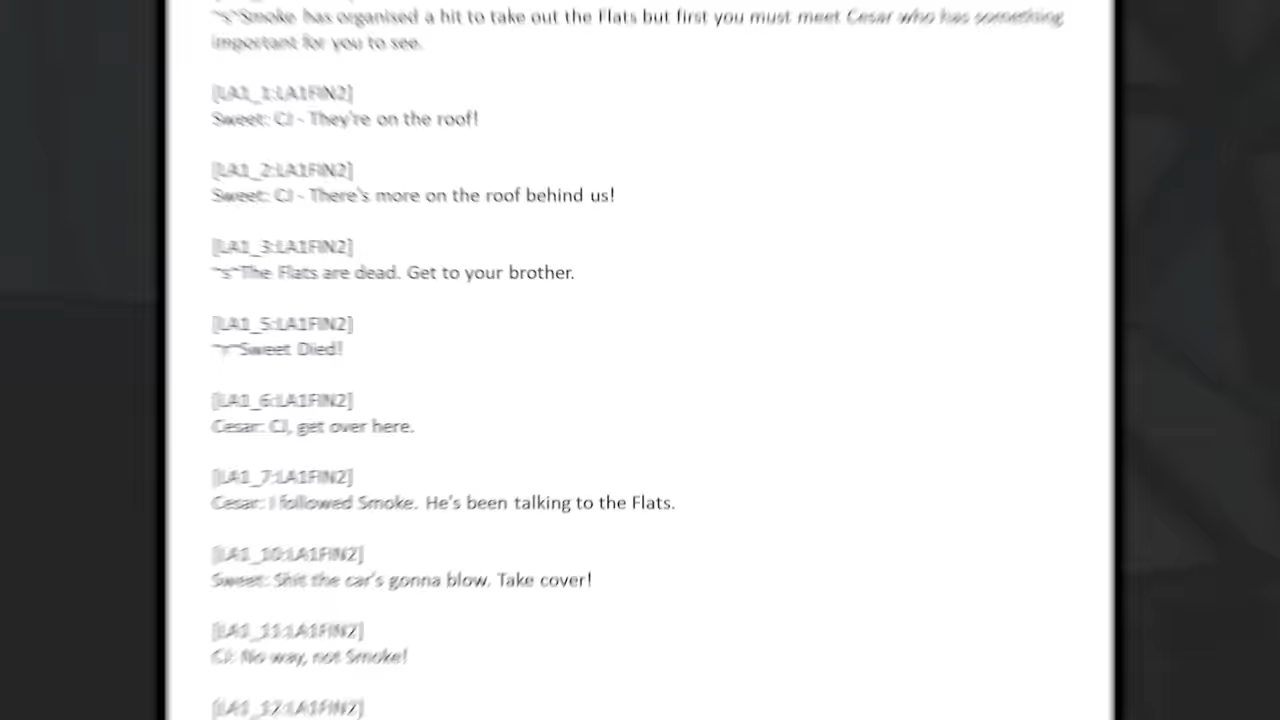 ~s~Smoke has organised a hit to take out the Flats but first you must meet Cesar who has something
important for you to see.
[LA1_1:LA1FIN2]
Sweet: CJ - They're on the roof!
[LA1_2:LA1FIN2]
Sweet: CJ - There's more on the roof behind us!
[LA1_3:LA1FIN2]
~s~The Flats are dead. Get to your brother.
[LA1_5:LA1FIN2]
~r~Sweet Died!
[LA1_6:LA1FIN2]
Cesar: CJ, get over here.
[LA1_7:LA1FIN2]
Cesar: I followed Smoke. He's been talking to the Flats.
[LA1_10:LA1FIN2]
Sweet: Shit the car's gonna blow. Take cover!
[LA1_11:LA1FIN2]
CJ: No way, not Smoke!
[LA1_12:LA1FIN2]